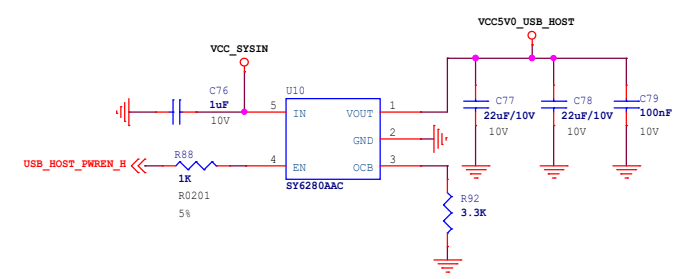 VCC5V0_USB_HOST
VCC_SYSIN
C76
1uF
10V
U10
5
IN
VOUT
1
GND
2
4
EN
OCB
3
SY6280AAC
C77
22uF/10V
10V
C78
22uF/10V
10V
C79
100nF
10V
USB_HOST_PWREN_H
R88
1K
R0201
5%
R92
3.3K